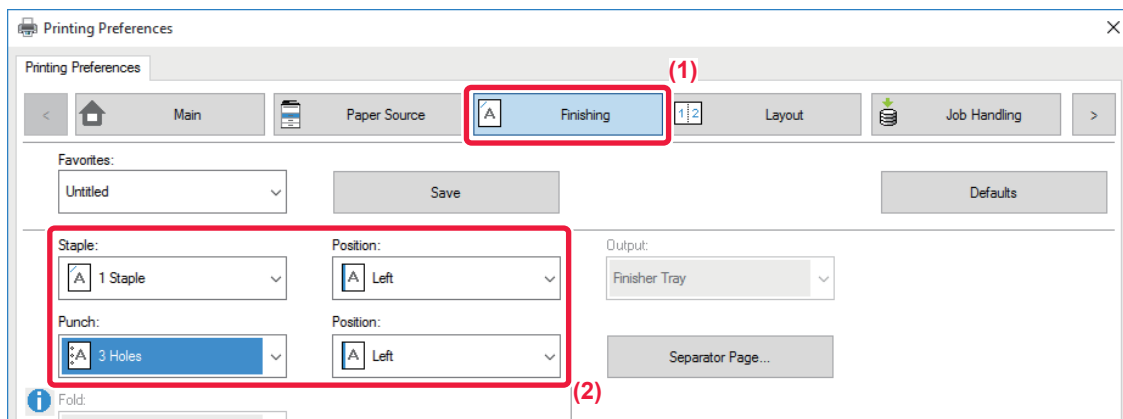 Printing Preferences
Printing Preferences
(1)
< Main Paper Source A Finishing 1 2 Layout Job Handling >
Favorites:
Untitled Save Defaults
Staple: Position: Output:
A 1 Staple A Left Finisher Tray
Punch: Position:
A 3 Holes A Left Separator Page...
(2)
i Fold: